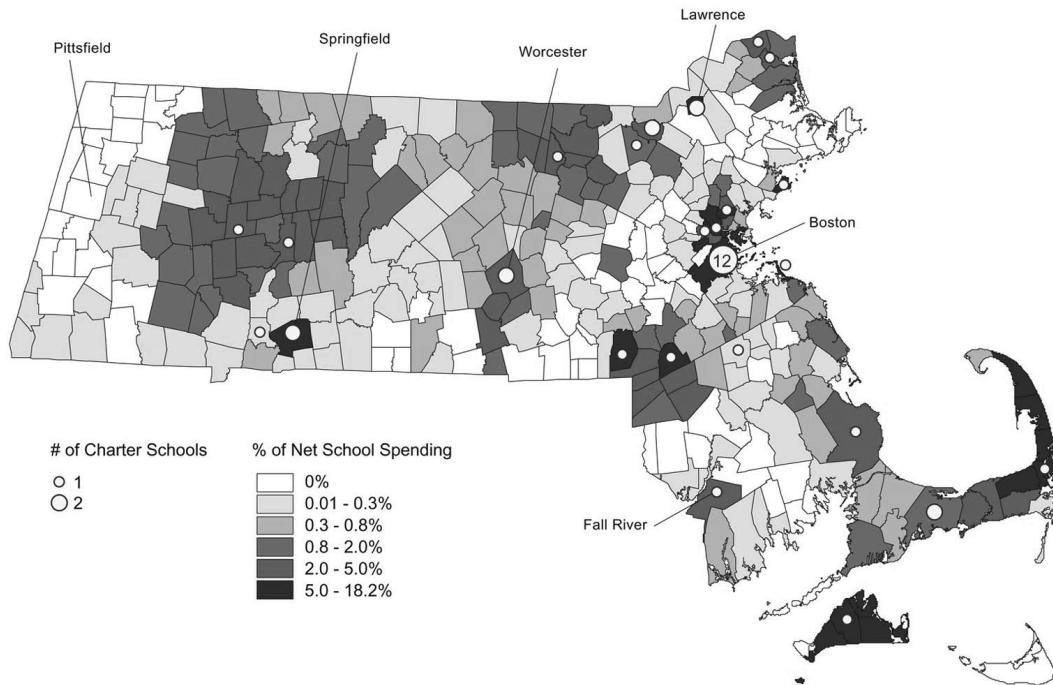 Lawrence
Springfield
Pittsfield
Worcester
Boston
12
# of Charter Schools
1
2
% of Net School Spending
0%
0.01 - 0.3%
0.3 - 0.8%
0.8 - 2.0%
2.0 - 5.0%
5.0 - 18.2%
Fall River